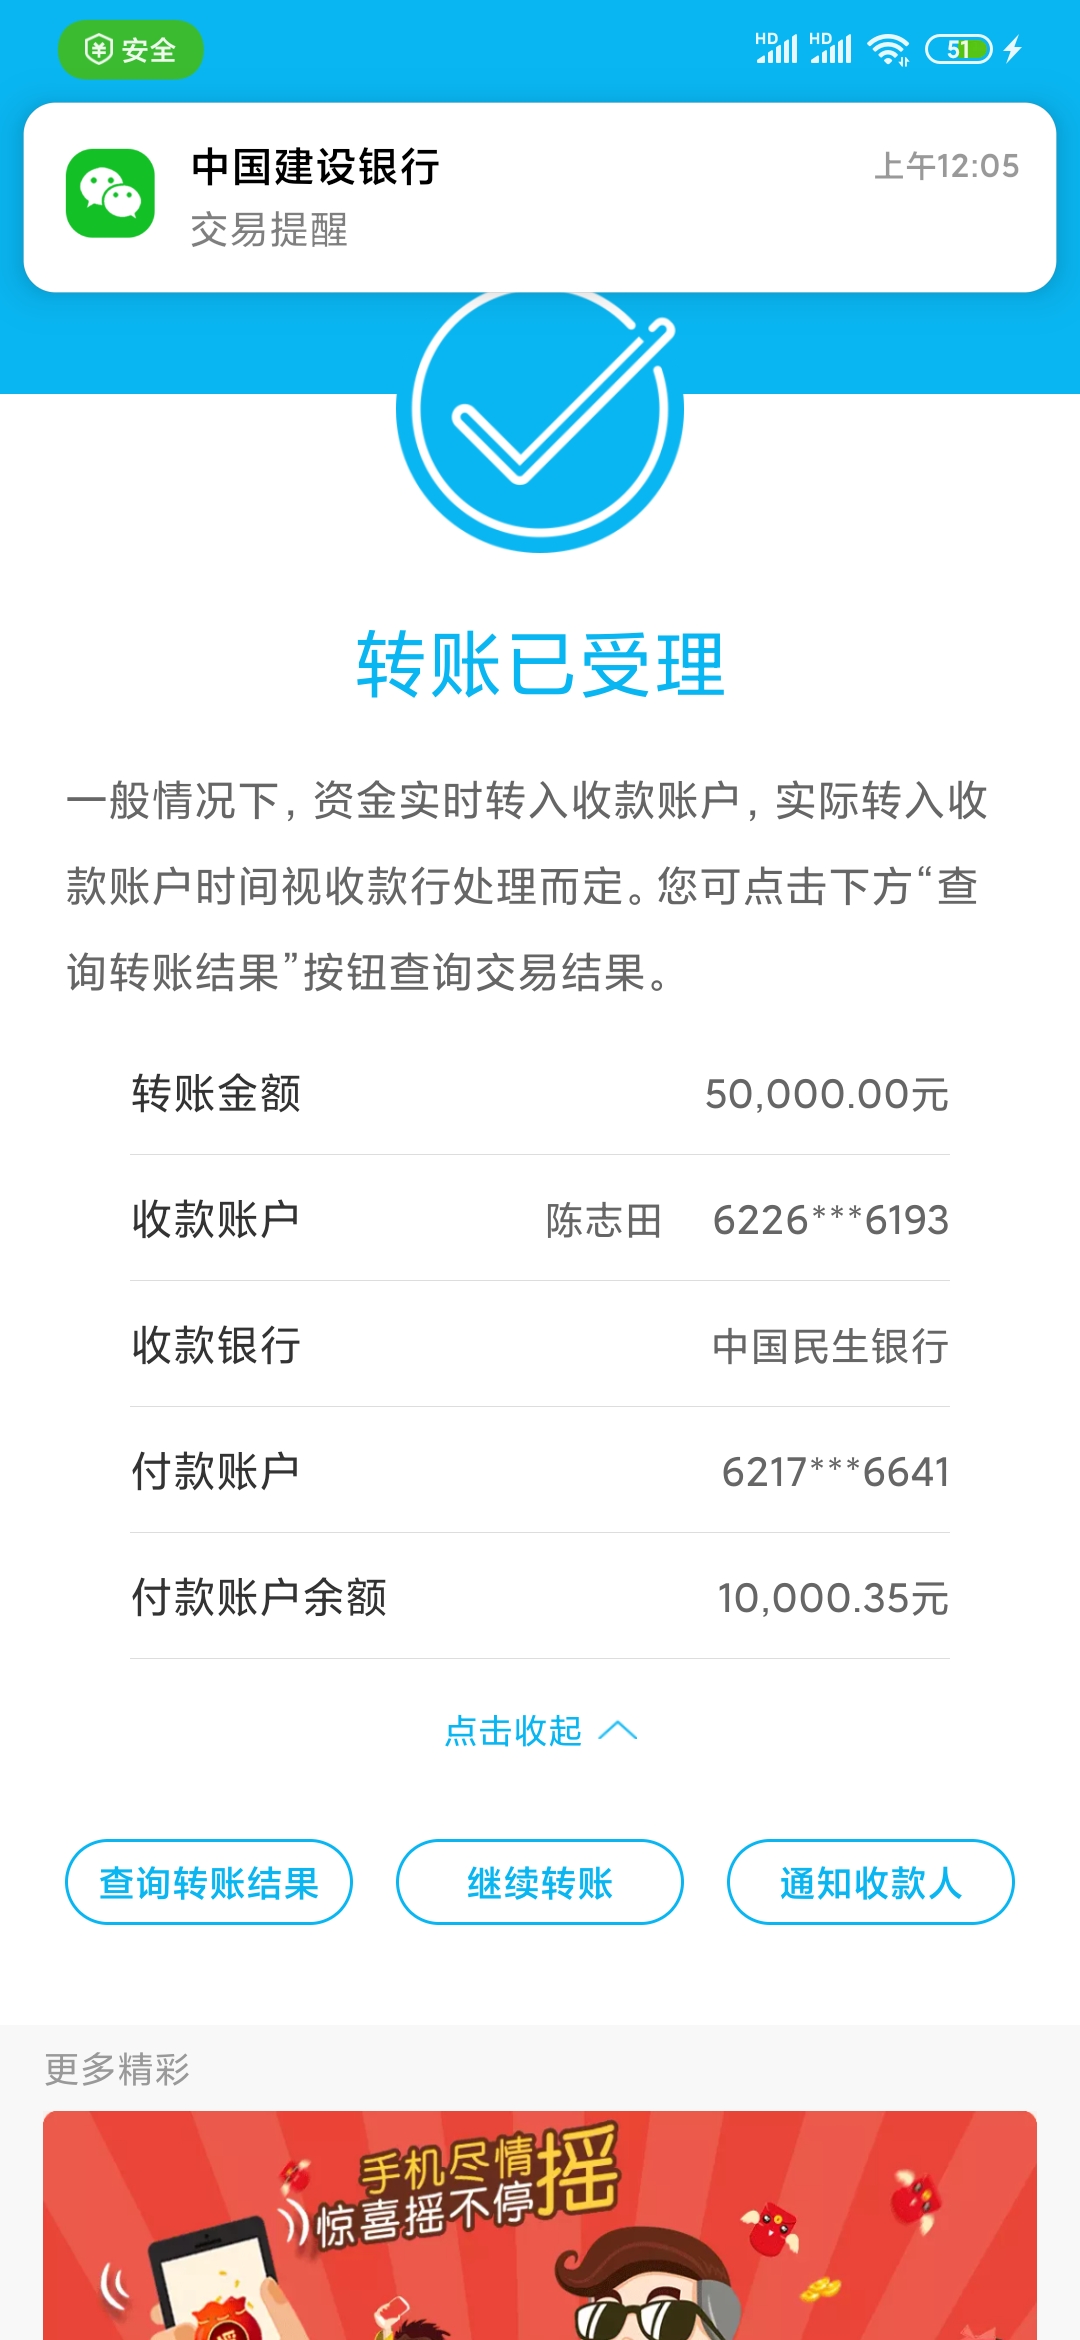 安全
HD HD 51
中国建设银行 上午12:05
交易提醒
转账已受理
一般情况下, 资金实时转入收款账户, 实际转入收
款账户时间视收款行处理而定。您可点击下方“查
询转账结果”按钮查询交易结果。
转账金额 50,000.00元
收款账户 陈志田 6226***6193
收款银行 中国民生银行
付款账户 6217***6641
付款账户余额 10,000.35元
点击收起
查询转账结果 继续转账 通知收款人
更多精彩
手机尽情摇
惊喜摇不停